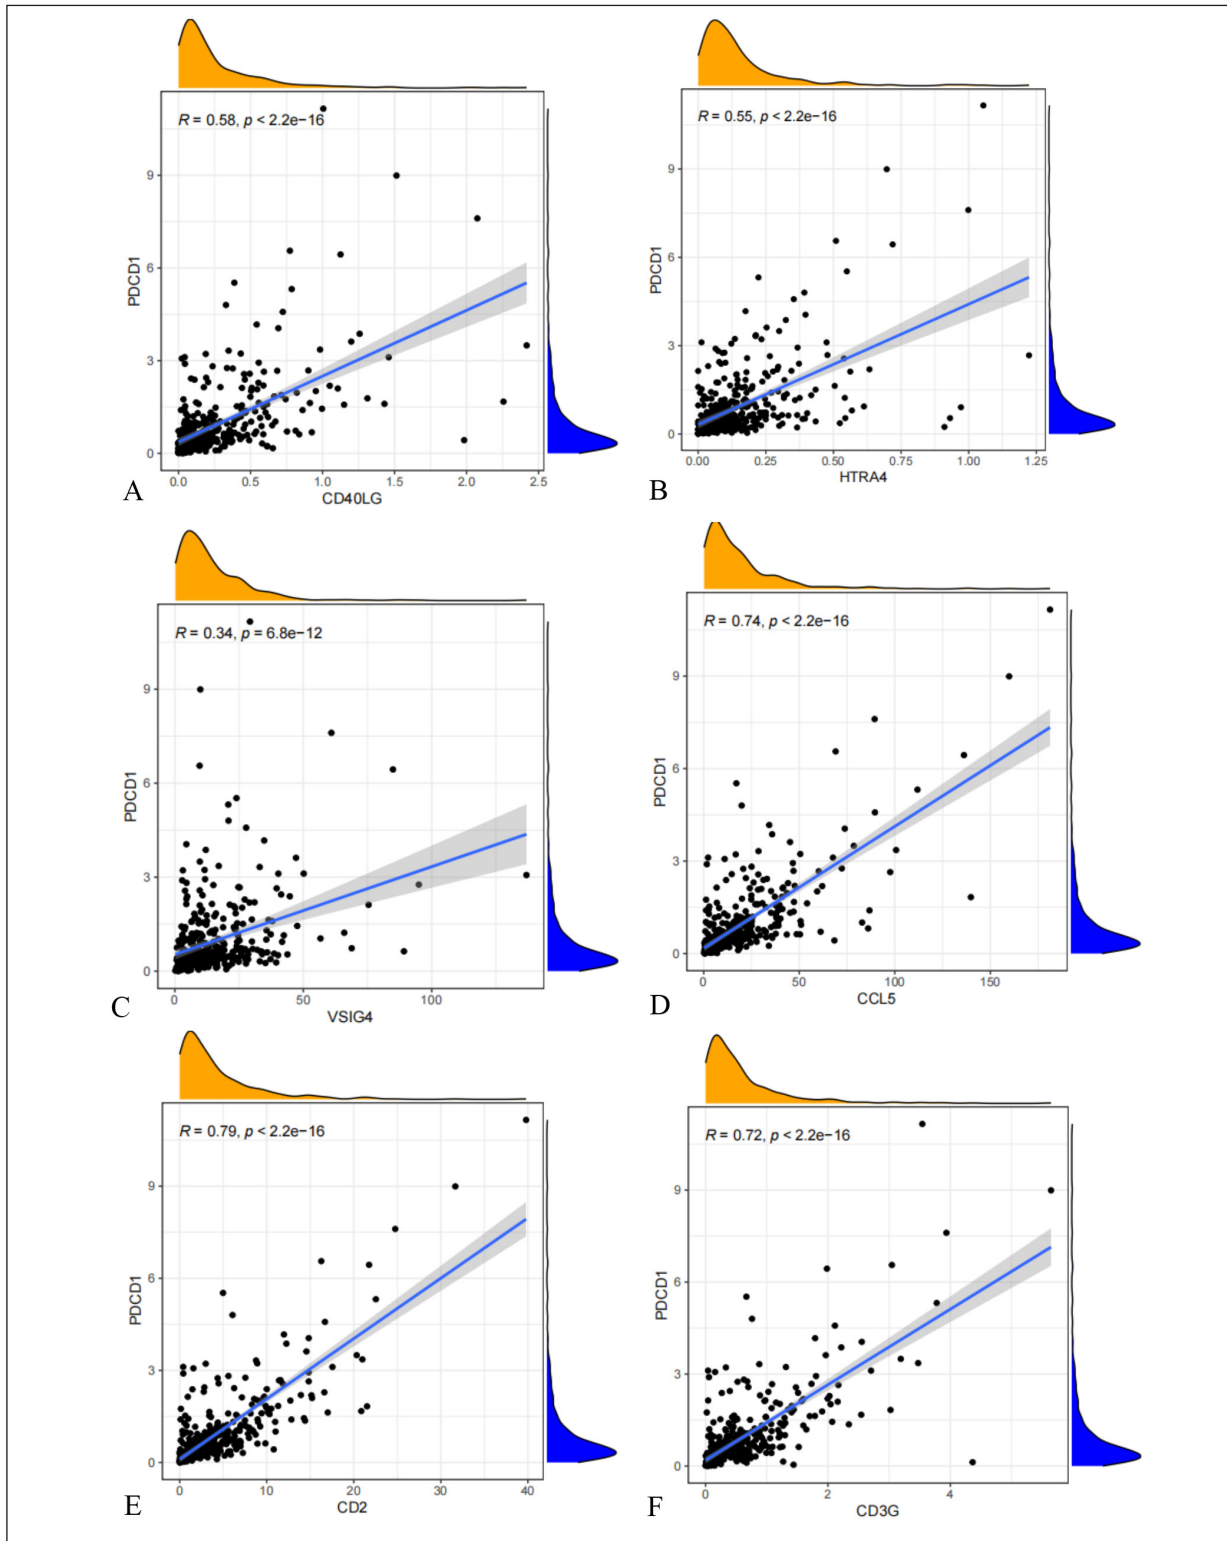 R = 0.58, p < 2.2e−16
PDCD1
9
6
3
0
0.0 0.5 1.0 1.5 2.0 2.5
CD40LG
A
R = 0.55, p < 2.2e−16
PDCD1
9
6
3
0
0.00 0.25 0.50 0.75 1.00 1.25
HTRA4
B
R = 0.34, p = 6.8e−12
PDCD1
9
6
3
0
0 50 100
VSIG4
C
R = 0.74, p < 2.2e−16
PDCD1
9
6
3
0
0 50 100 150
CCL5
D
R = 0.79, p < 2.2e−16
PDCD1
9
6
3
0
0 10 20 30 40
CD2
E
R = 0.72, p < 2.2e−16
PDCD1
9
6
3
0
0 2 4
CD3G
F